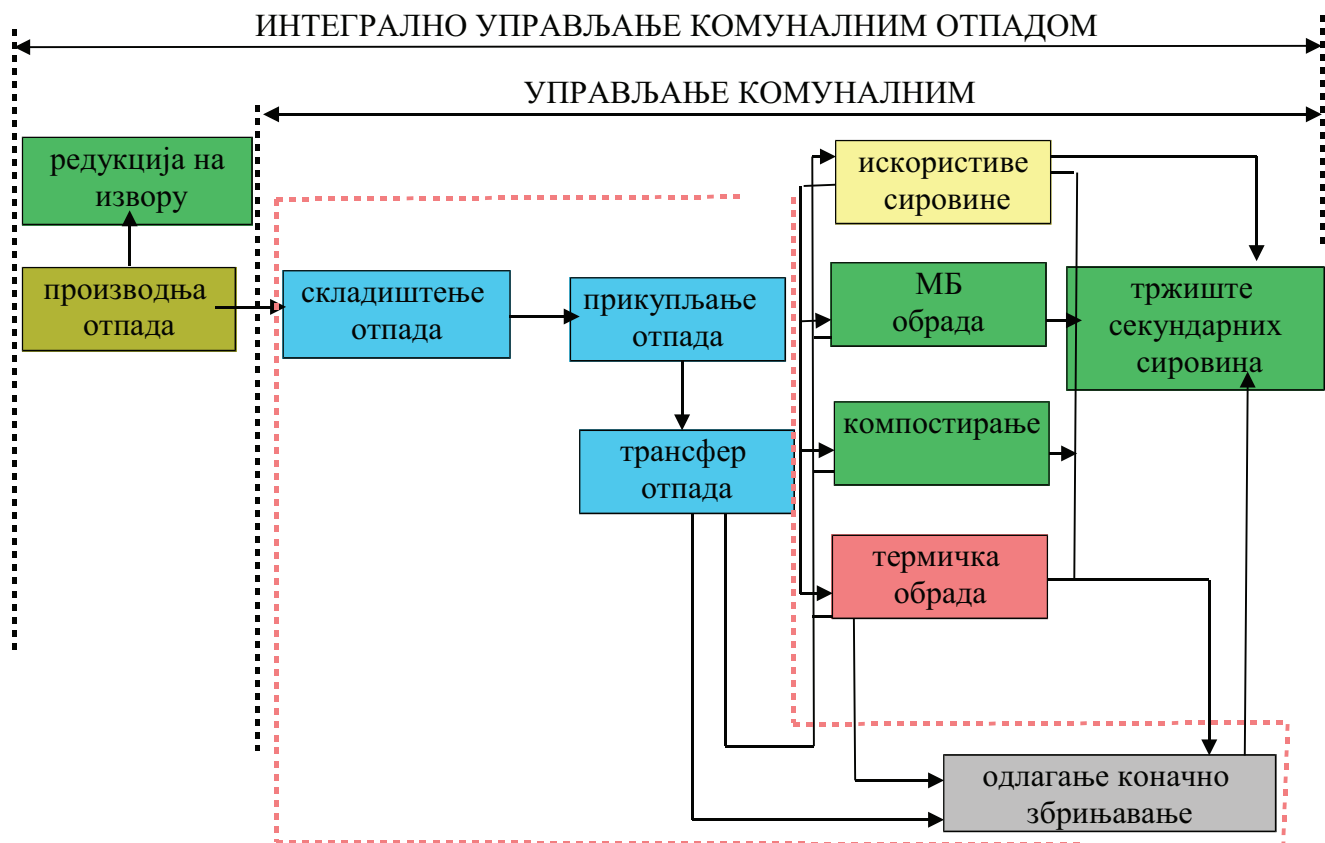 ИНТЕГРАЛНО УПРАВЉАЊЕ КОМУНАЛНИМ ОТПАДОМ
УПРАВЉАЊЕ КОМУНАЛНИМ
редукција на
извору
производња
отпада
складиштење
отпада
прикупљање
отпада
трансфер
отпада
искористиве
сировине
МБ
обрада
компостирање
термичка
обрада
тржиште
секундарних
сировина
одлагање коначно
збрињавање